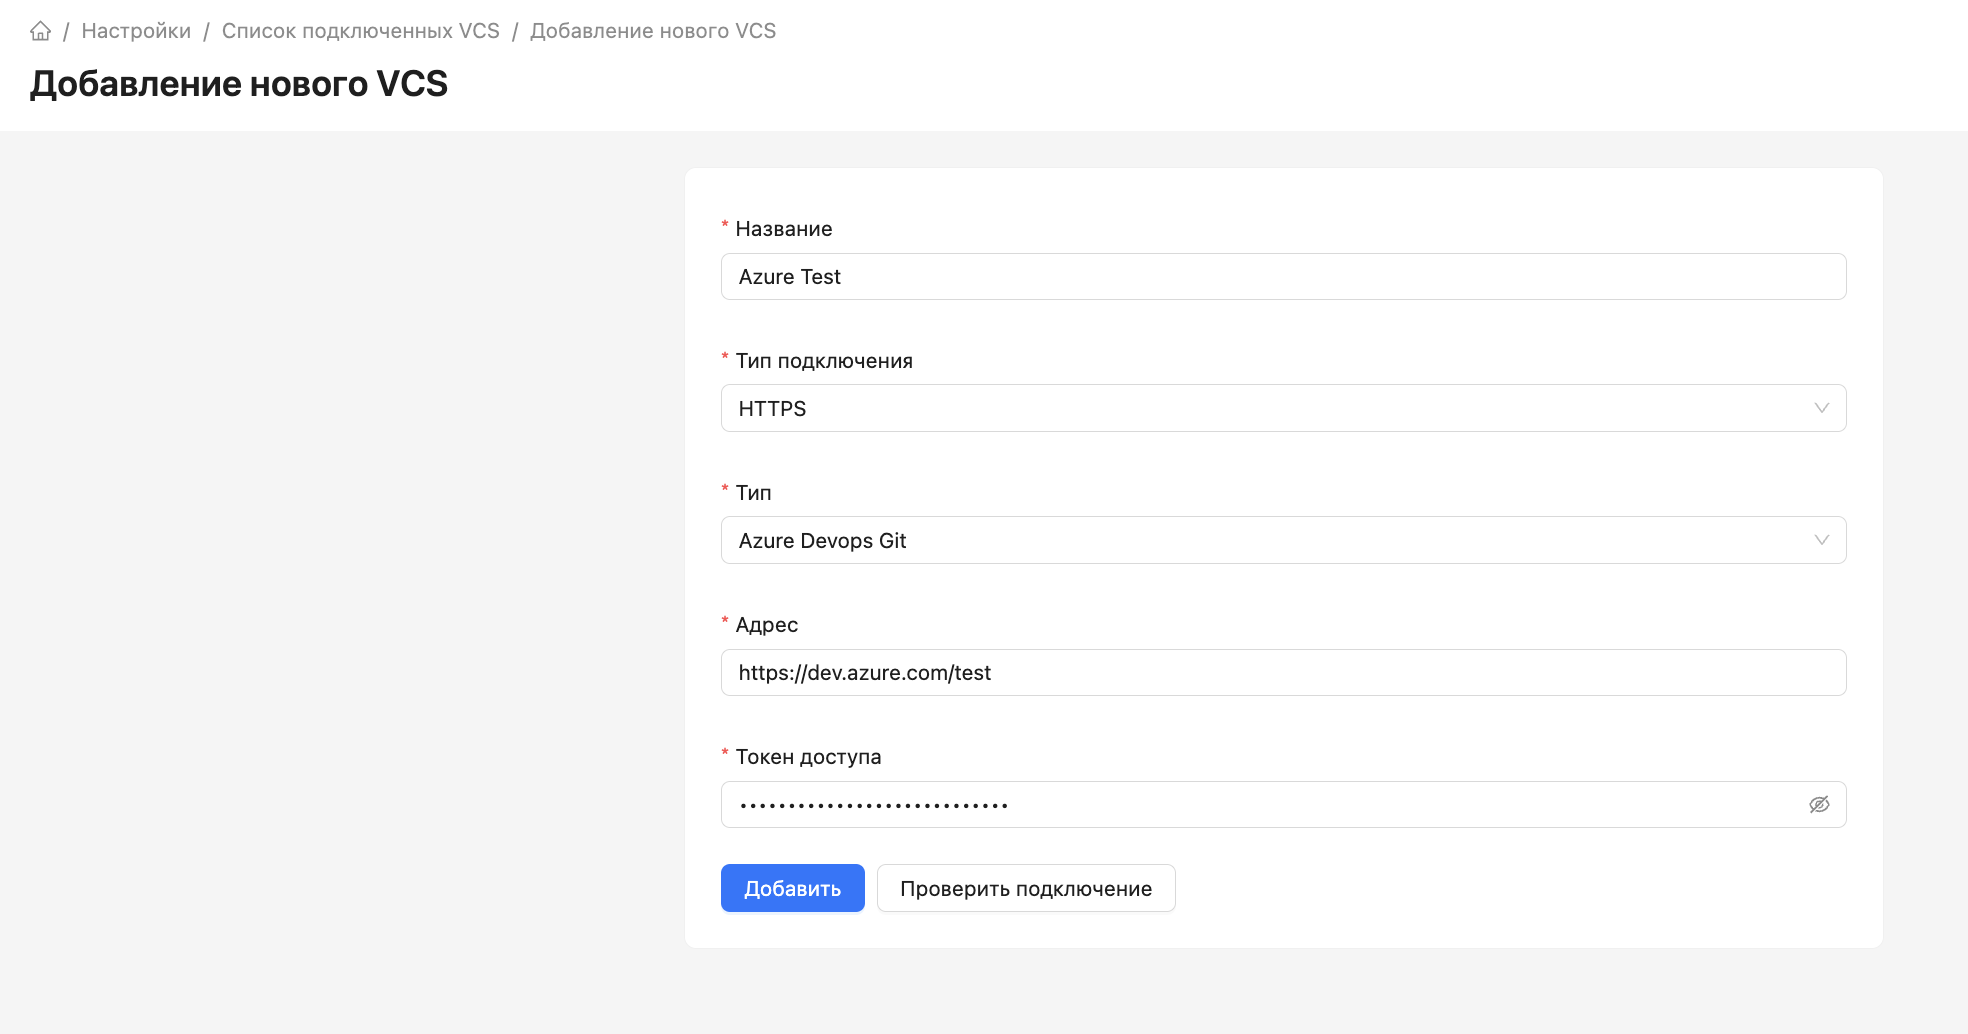 / Настройки / Список подключенных VCS / Добавление нового VCS
Добавление нового VCS
* Название
Azure Test
* Тип подключения
HTTPS
* Тип
Azure Devops Git
* Адрес
https://dev.azure.com/test
* Токен доступа
••••••••••••••••••••••••••••
Добавить
Проверить подключение